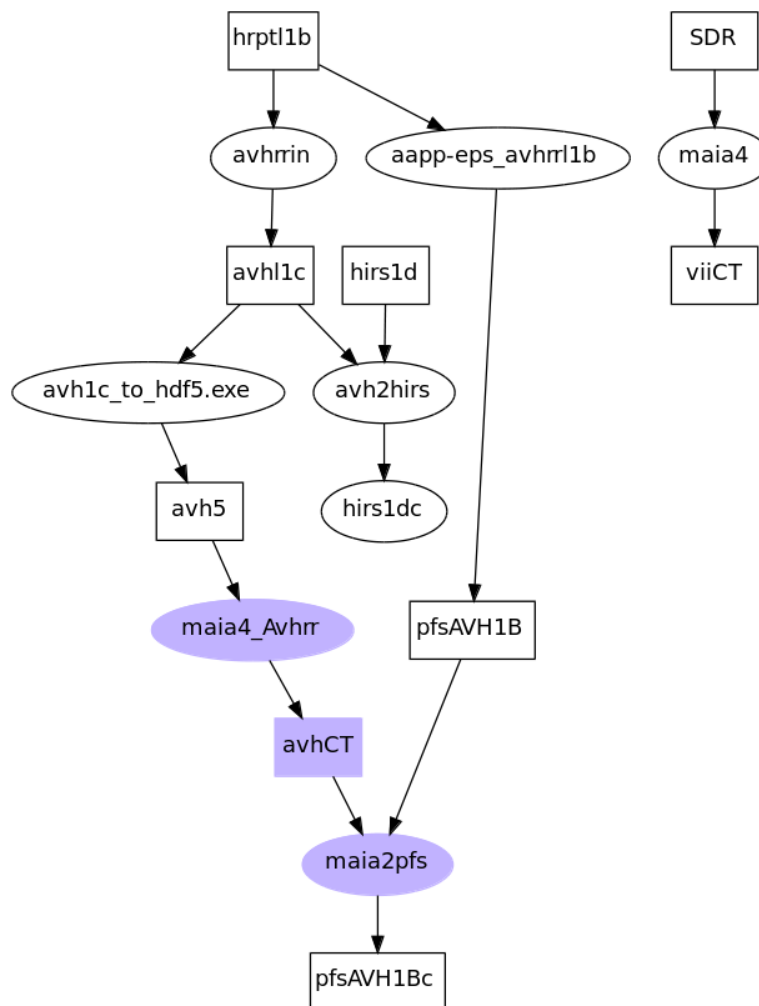 hrptl1b
SDR
avhrrin
aapp-eps_avhrrl1b
maia4
avhl1c
hirs1d
viiCT
avh1c_to_hdf5.exe
avh2hirs
avh5
hirs1dc
maia4_Avhrr
pfsAVH1B
avhCT
maia2pfs
pfsAVH1Bc